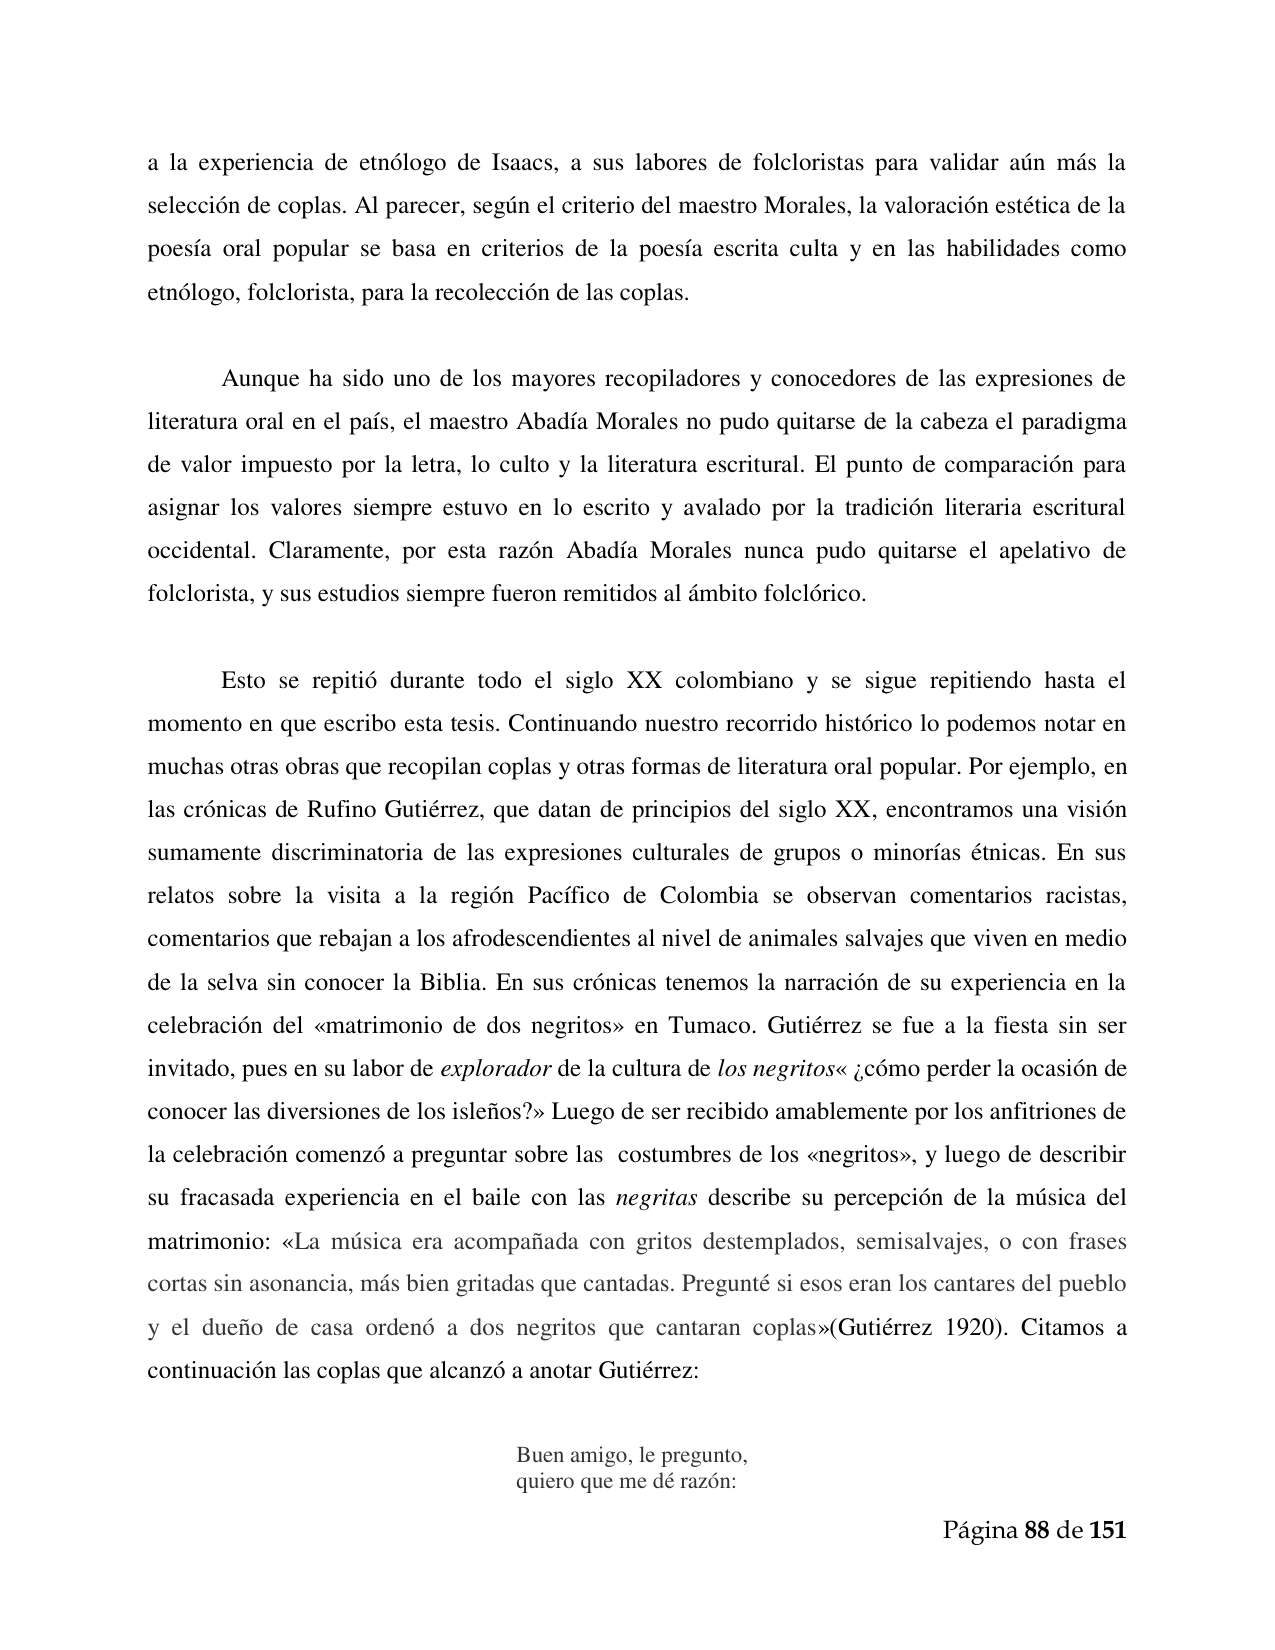 a la experiencia de etnólogo de Isaacs, a sus labores de folcloristas para validar aún más la
selección de coplas. Al parecer, según el criterio del maestro Morales, la valoración estética de la
poesía oral popular se basa en criterios de la poesía escrita culta y en las habilidades como
etnólogo, folclorista, para la recolección de las coplas.
Aunque ha sido uno de los mayores recopiladores y conocedores de las expresiones de
literatura oral en el país, el maestro Abadía Morales no pudo quitarse de la cabeza el paradigma
de valor impuesto por la letra, lo culto y la literatura escritural. El punto de comparación para
asignar los valores siempre estuvo en lo escrito y avalado por la tradición literaria escritural
occidental. Claramente, por esta razón Abadía Morales nunca pudo quitarse el apelativo de
folclorista, y sus estudios siempre fueron remitidos al ámbito folclórico.
Esto se repitió durante todo el siglo XX colombiano y se sigue repitiendo hasta el
momento en que escribo esta tesis. Continuando nuestro recorrido histórico lo podemos notar en
muchas otras obras que recopilan coplas y otras formas de literatura oral popular. Por ejemplo, en
las crónicas de Rufino Gutiérrez, que datan de principios del siglo XX, encontramos una visión
sumamente discriminatoria de las expresiones culturales de grupos o minorías étnicas. En sus
relatos sobre la visita a la región Pacífico de Colombia se observan comentarios racistas,
comentarios que rebajan a los afrodescendientes al nivel de animales salvajes que viven en medio
de la selva sin conocer la Biblia. En sus crónicas tenemos la narración de su experiencia en la
celebración del «matrimonio de dos negritos» en Tumaco. Gutiérrez se fue a la fiesta sin ser
invitado, pues en su labor de explorador de la cultura de los negritos« ¿cómo perder la ocasión de
conocer las diversiones de los isleños?» Luego de ser recibido amablemente por los anfitriones de
la celebración comenzó a preguntar sobre las  costumbres de los «negritos», y luego de describir
su fracasada experiencia en el baile con las negritas describe su percepción de la música del
matrimonio: «La música era acompañada con gritos destemplados, semisalvajes, o con frases
cortas sin asonancia, más bien gritadas que cantadas. Pregunté si esos eran los cantares del pueblo
y el dueño de casa ordenó a dos negritos que cantaran coplas»(Gutiérrez 1920). Citamos a
continuación las coplas que alcanzó a anotar Gutiérrez:
Buen amigo, le pregunto,
quiero que me dé razón:
Página 88 de 151